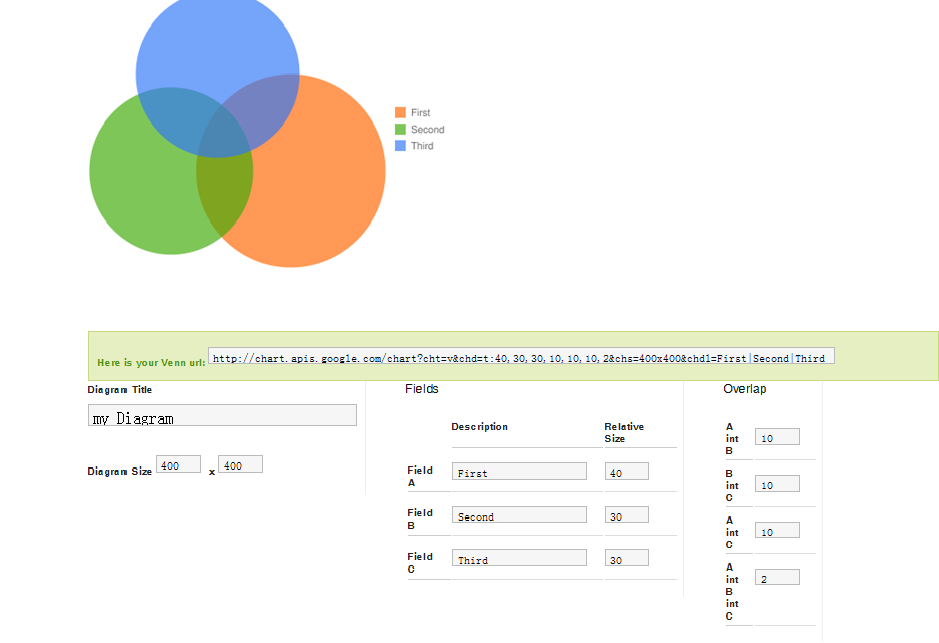 First
Second
Third
Here is your Venn url: http://chart.apis.google.com/chart?cht=v&chd=t:40,30,30,10,10,10,2&chs=400x400&chdl=First|Second|Third
Diagram Title
my Diagram
Diagram Size 400 x 400
Fields
Description Relative Size
Field A First 40
Field B Second 30
Field C Third 30
Overlap
A int B 10
B int C 10
A int C 10
A int B int C 2